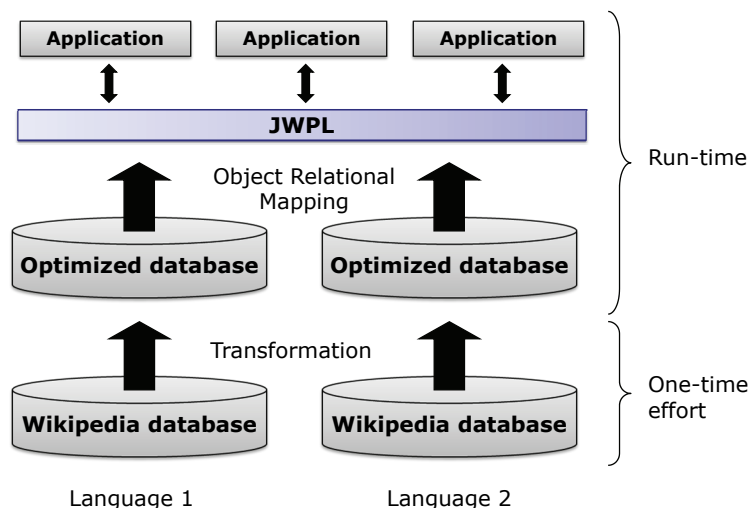 Application
Application
Application
JWPL
Run-time
Object Relational
Mapping
Optimized database
Optimized database
Transformation
One-time
effort
Wikipedia database
Wikipedia database
Language 1
Language 2